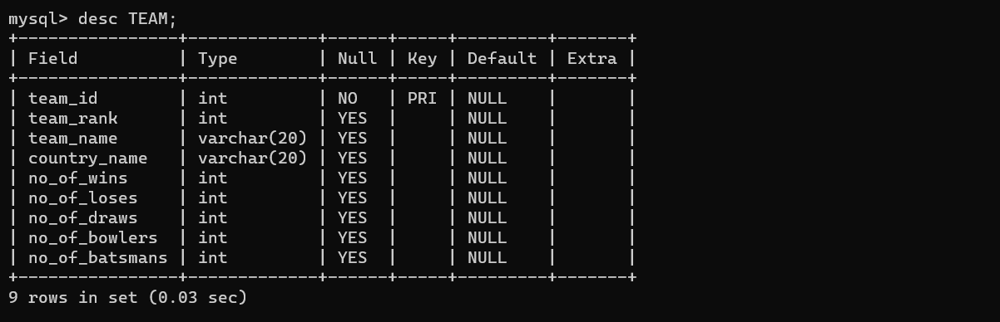 mysql> desc TEAM;
+----------------+-------------+------+-----+---------+-------+
| Field          | Type        | Null | Key | Default | Extra |
+----------------+-------------+------+-----+---------+-------+
| team_id        | int         | NO   | PRI | NULL    |       |
| team_rank      | int         | YES  |     | NULL    |       |
| team_name      | varchar(20) | YES  |     | NULL    |       |
| country_name   | varchar(20) | YES  |     | NULL    |       |
| no_of_wins     | int         | YES  |     | NULL    |       |
| no_of_loses    | int         | YES  |     | NULL    |       |
| no_of_draws    | int         | YES  |     | NULL    |       |
| no_of_bowlers  | int         | YES  |     | NULL    |       |
| no_of_batsmans | int         | YES  |     | NULL    |       |
+----------------+-------------+------+-----+---------+-------+
9 rows in set (0.03 sec)